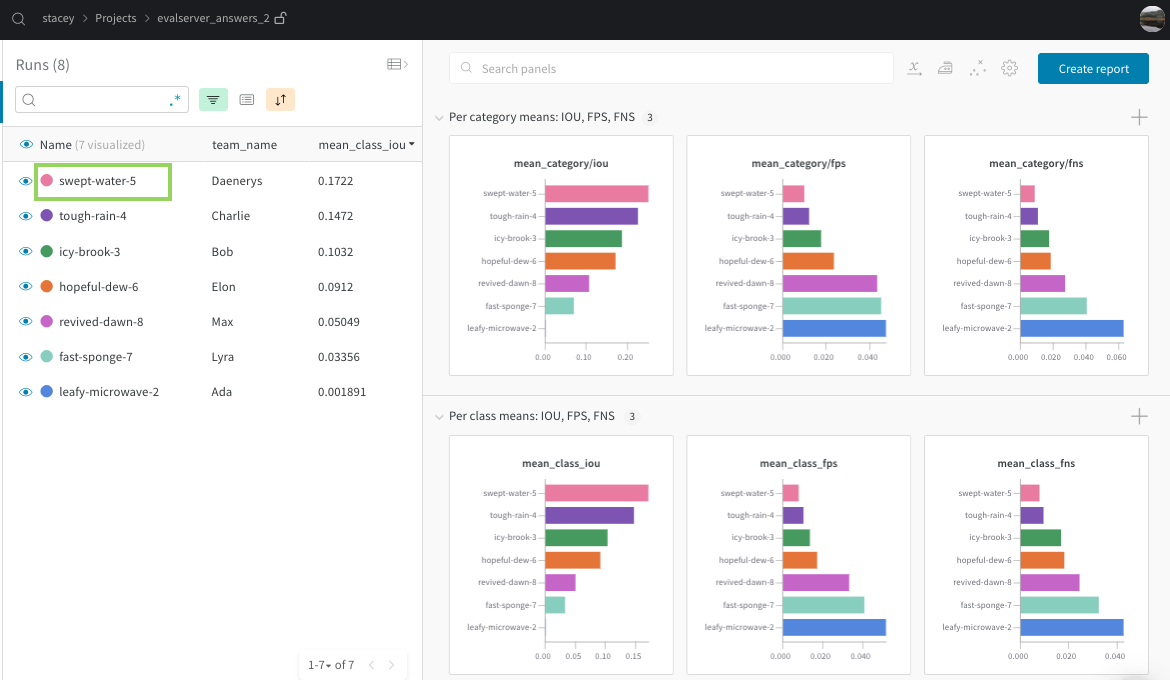 stacey > Projects > evalserver_answers_2
Runs (8)
.*
Name (7 visualized) team_name mean_class_iou
swept-water-5 Daenerys 0.1722
tough-rain-4 Charlie 0.1472
icy-brook-3 Bob 0.1032
hopeful-dew-6 Elon 0.0912
revived-dawn-8 Max 0.05049
fast-sponge-7 Lyra 0.03356
leafy-microwave-2 Ada 0.001891
1-7 of 7
Search panels
Create report
Per category means: IOU, FPS, FNS 3
mean_category/iou
swept-water-5
tough-rain-4
icy-brook-3
hopeful-dew-6
revived-dawn-8
fast-sponge-7
leafy-microwave-2
0.00 0.10 0.20
mean_category/fps
swept-water-5
tough-rain-4
icy-brook-3
hopeful-dew-6
revived-dawn-8
fast-sponge-7
leafy-microwave-2
0.000 0.020 0.040
mean_category/fns
swept-water-5
tough-rain-4
icy-brook-3
hopeful-dew-6
revived-dawn-8
fast-sponge-7
leafy-microwave-2
0.000 0.020 0.040 0.060
Per class means: IOU, FPS, FNS 3
mean_class_iou
swept-water-5
tough-rain-4
icy-brook-3
hopeful-dew-6
revived-dawn-8
fast-sponge-7
leafy-microwave-2
0.00 0.05 0.10 0.15
mean_class_fps
swept-water-5
tough-rain-4
icy-brook-3
hopeful-dew-6
revived-dawn-8
fast-sponge-7
leafy-microwave-2
0.000 0.020 0.040
mean_class_fns
swept-water-5
tough-rain-4
icy-brook-3
hopeful-dew-6
revived-dawn-8
fast-sponge-7
leafy-microwave-2
0.000 0.020 0.040